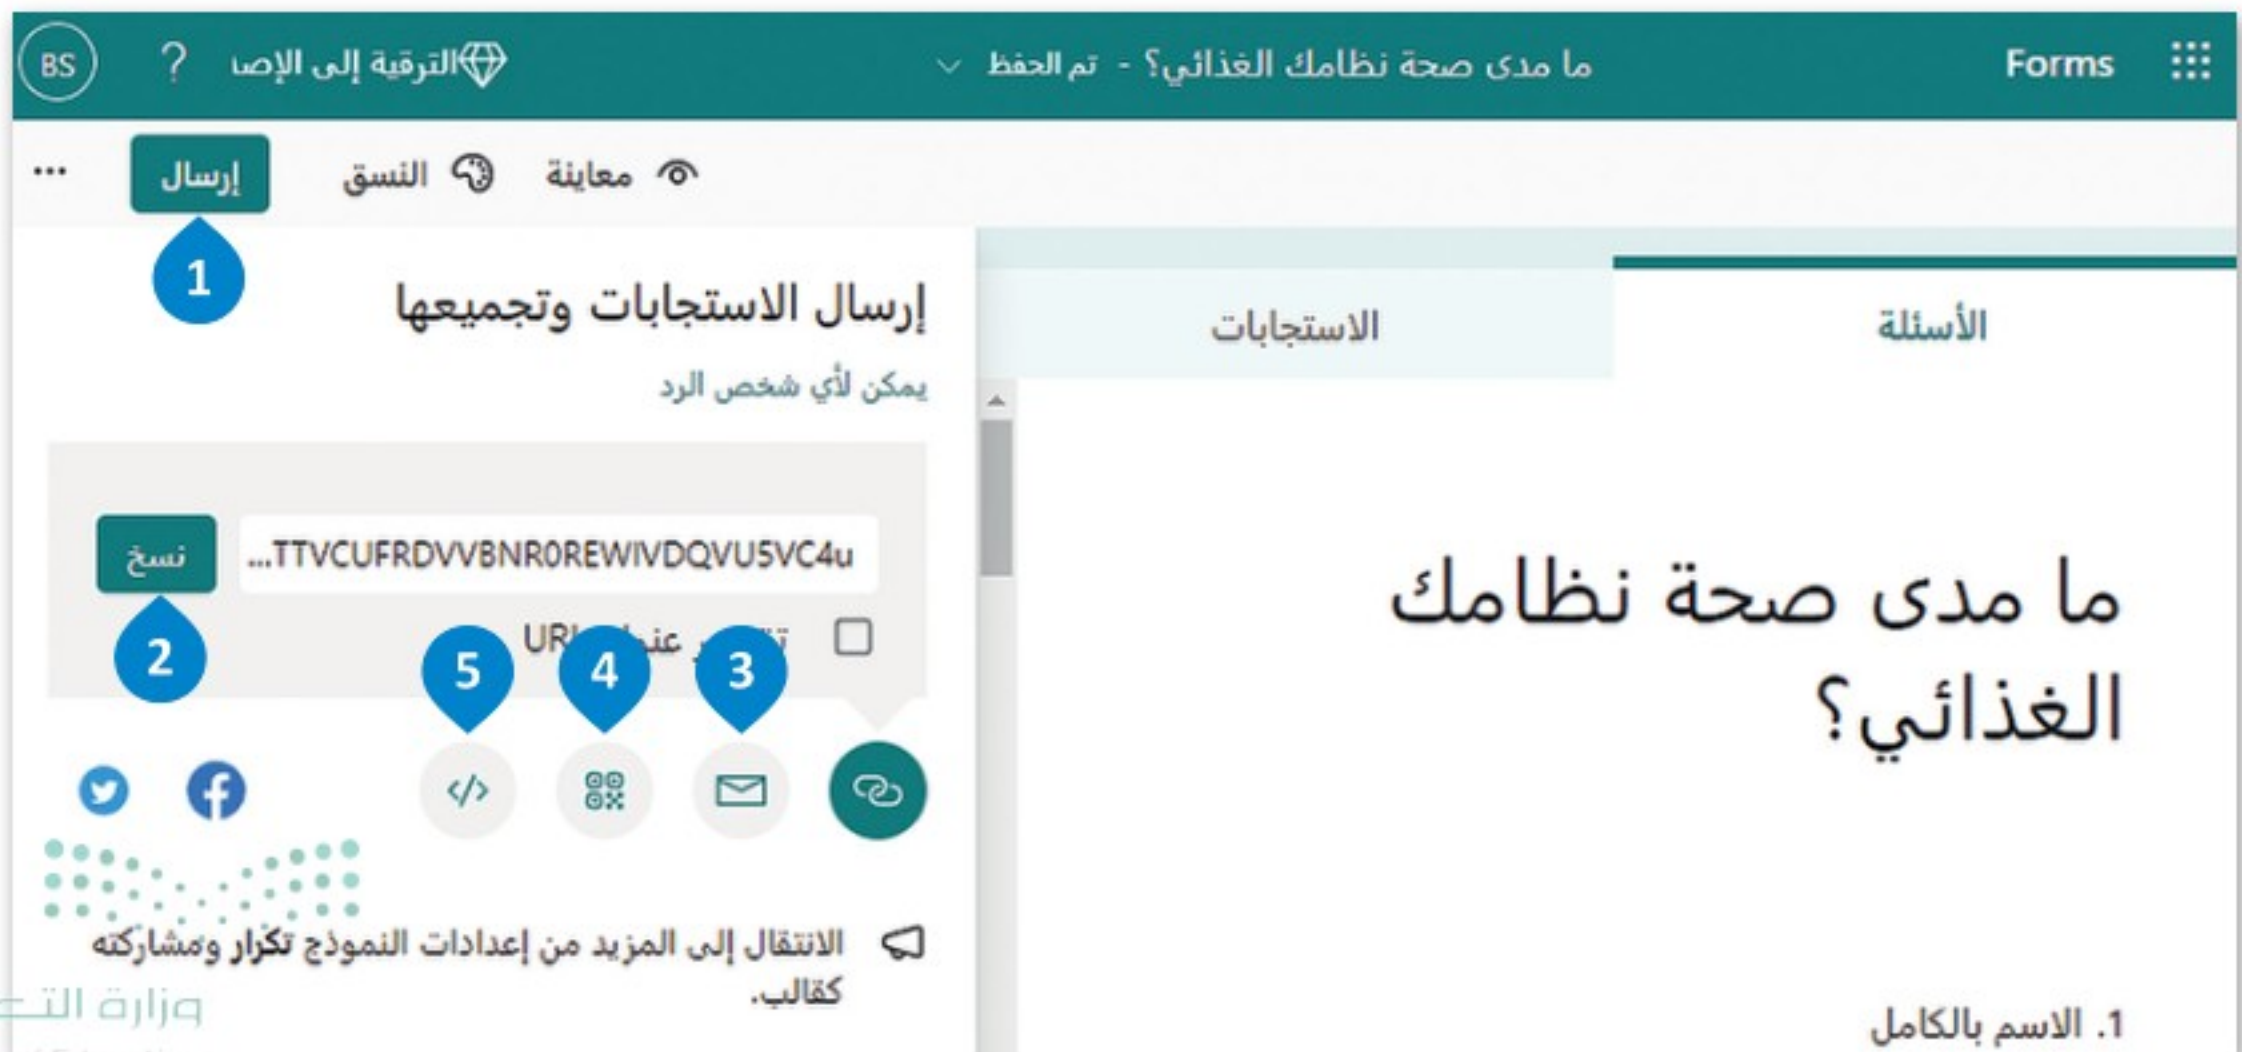 Forms
ما مدى صحة نظامك الغذائي؟ - تم الحفظ
الترقية إلى الإص
?
BS
معاينة
النسق
إرسال
...
1
الأسئلة
الاستجابات
ما مدى صحة نظامك
الغذائي؟
1. الاسم بالكامل
إرسال الاستجابات وتجميعها
يمكن لأي شخص الرد
...TTVCUFRDVVBNR0REWIVDQVU5VC4u
نسخ
2
3
4
5
الانتقال إلى المزيد من إعدادات النموذج تكرار ومشاركته
كقالب.
وزارة التـ